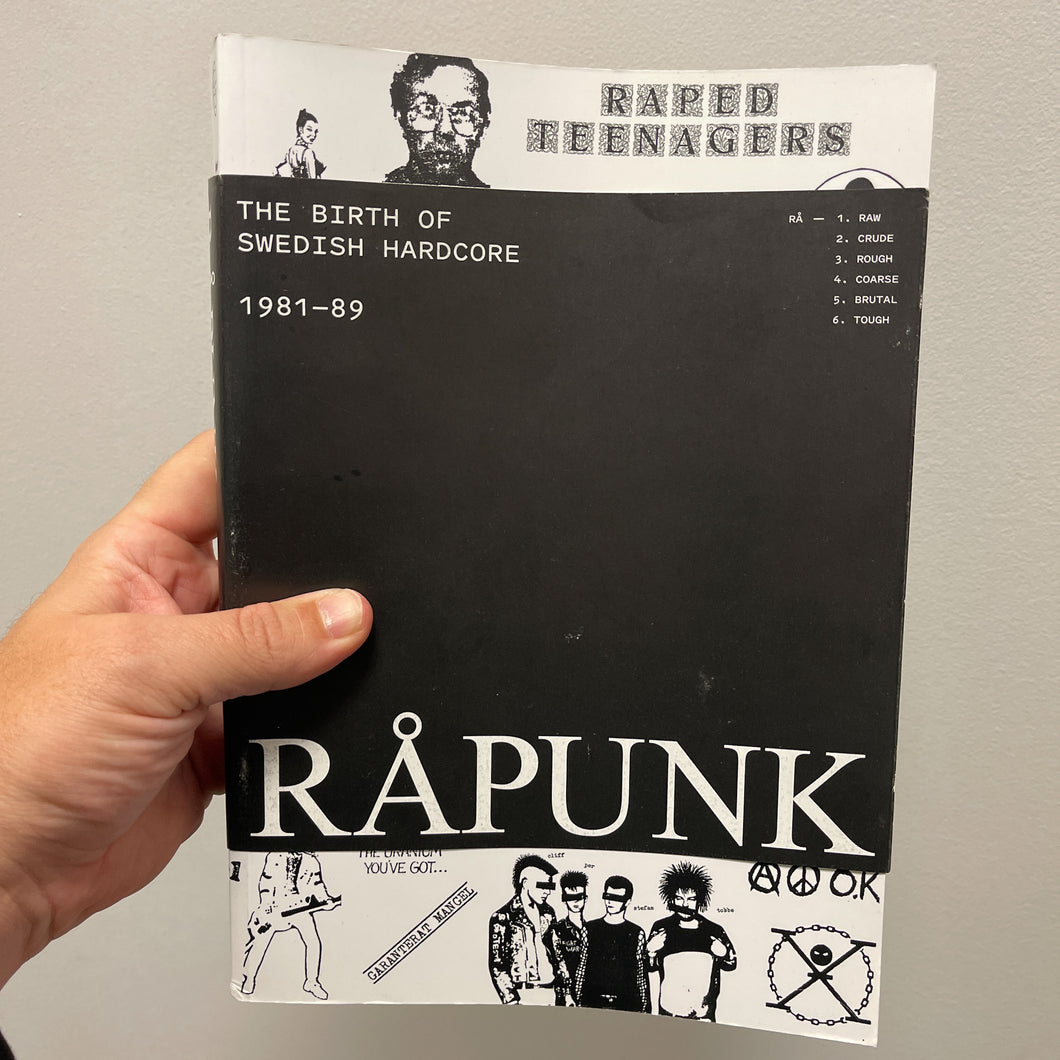 RAPED
TEENAGERS
THE BIRTH OF
SWEDISH HARDCORE
1981—89
RÅ — 1. RAW
2. CRUDE
3. ROUGH
4. COARSE
5. BRUTAL
6. TOUGH
RÅPUNK
THE URANIUM
YOU'VE GOT...
GARANTERAT MANGEL
cliff
per
stefan
tobbe
O.K